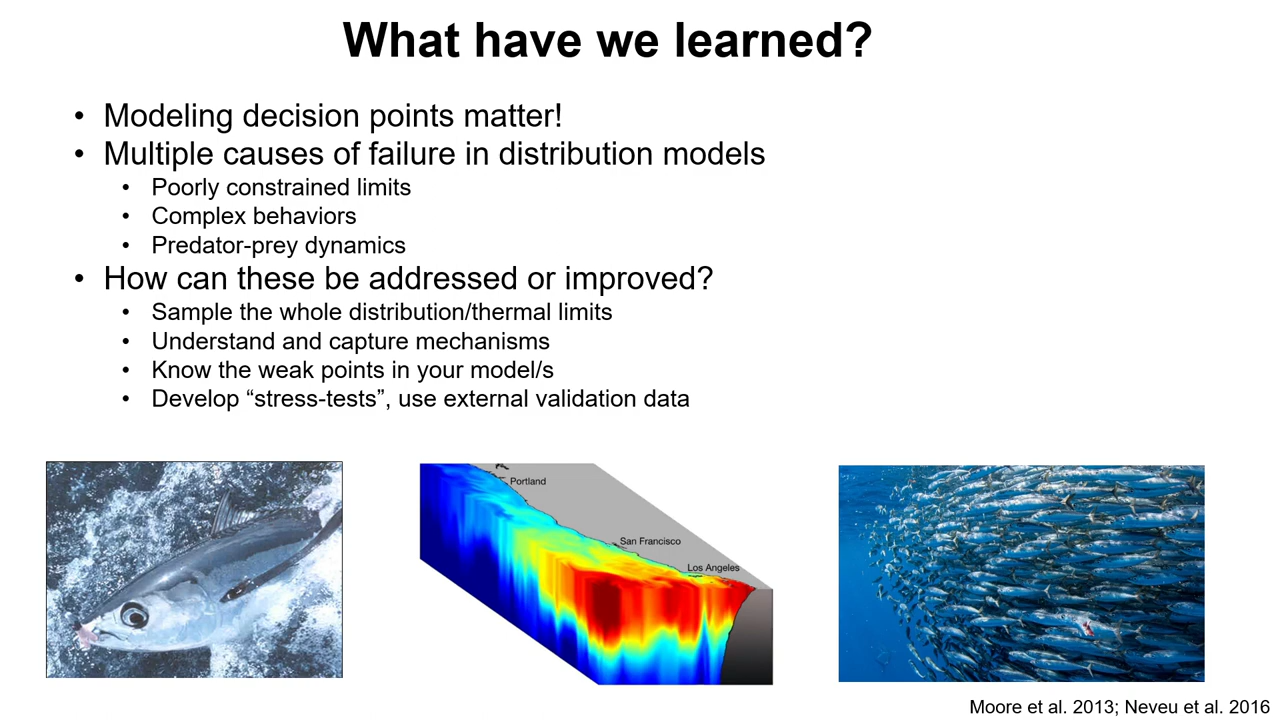 What have we learned?
• Modeling decision points matter!
• Multiple causes of failure in distribution models
• Poorly constrained limits
• Complex behaviors
• Predator-prey dynamics
• How can these be addressed or improved?
• Sample the whole distribution/thermal limits
• Understand and capture mechanisms
• Know the weak points in your model/s
• Develop “stress-tests”, use external validation data
Portland
San Francisco
Los Angeles
Moore et al. 2013; Neveu et al. 2016